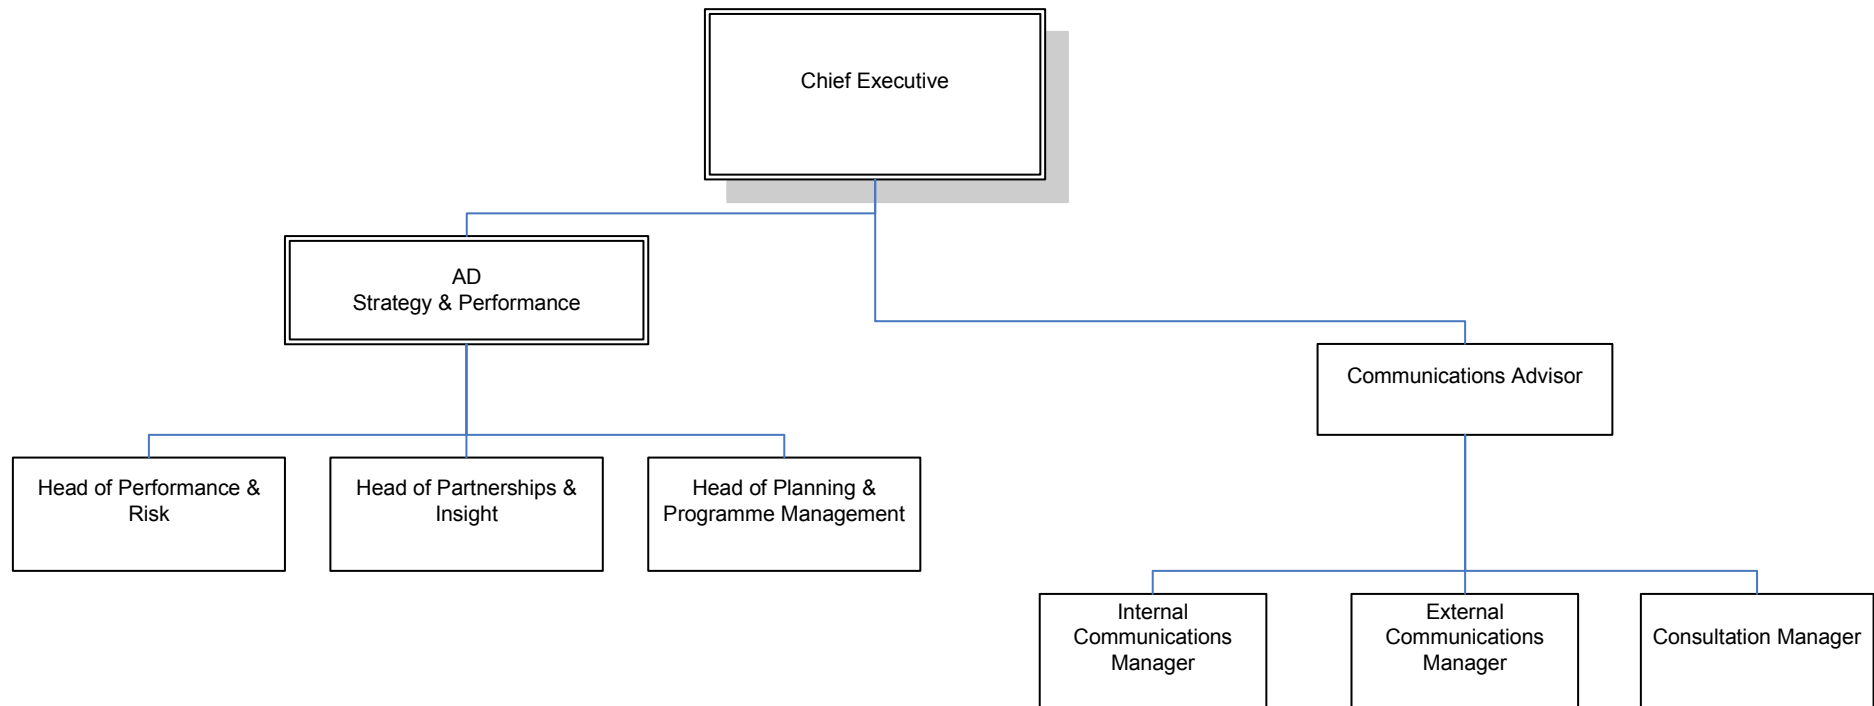 Chief Executive
AD
Strategy & Performance
Communications Advisor
Head of Performance &
Risk
Head of Partnerships &
Insight
Head of Planning &
Programme Management
Internal
Communications
Manager
External
Communications
Manager
Consultation Manager